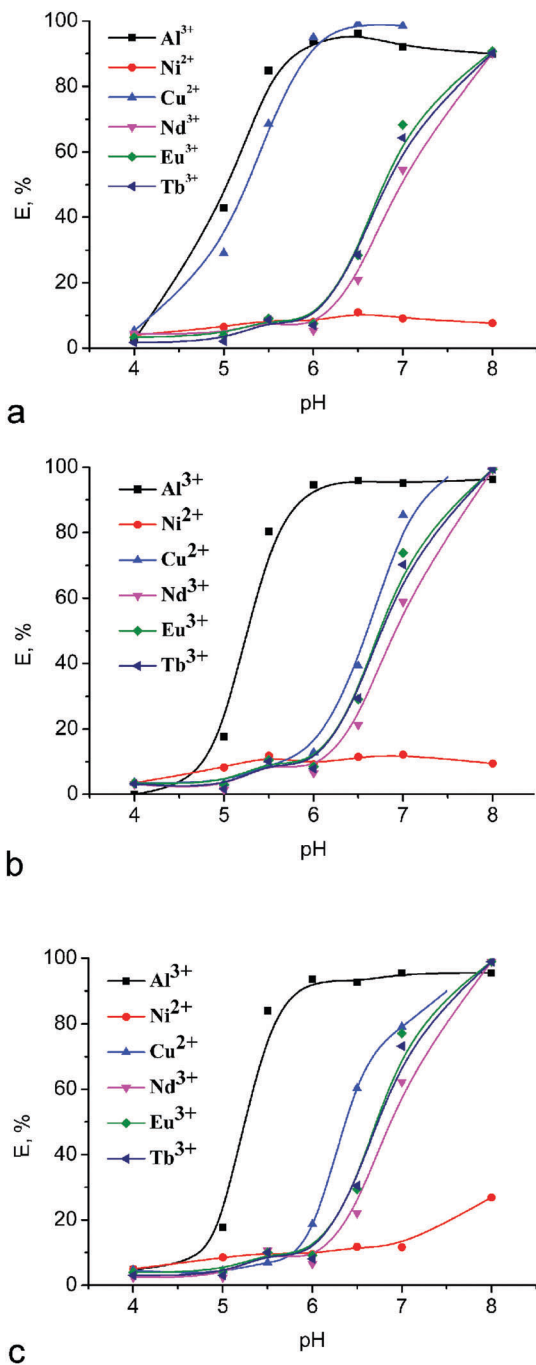 100
80
60
40
20
0
E, %
Al³⁺
Ni²⁺
Cu²⁺
Nd³⁺
Eu³⁺
Tb³⁺
4 5 6 7 8
pH
a
100
80
60
40
20
0
E, %
Al³⁺
Ni²⁺
Cu²⁺
Nd³⁺
Eu³⁺
Tb³⁺
4 5 6 7 8
pH
b
100
80
60
40
20
0
E, %
Al³⁺
Ni²⁺
Cu²⁺
Nd³⁺
Eu³⁺
Tb³⁺
4 5 6 7 8
pH
c